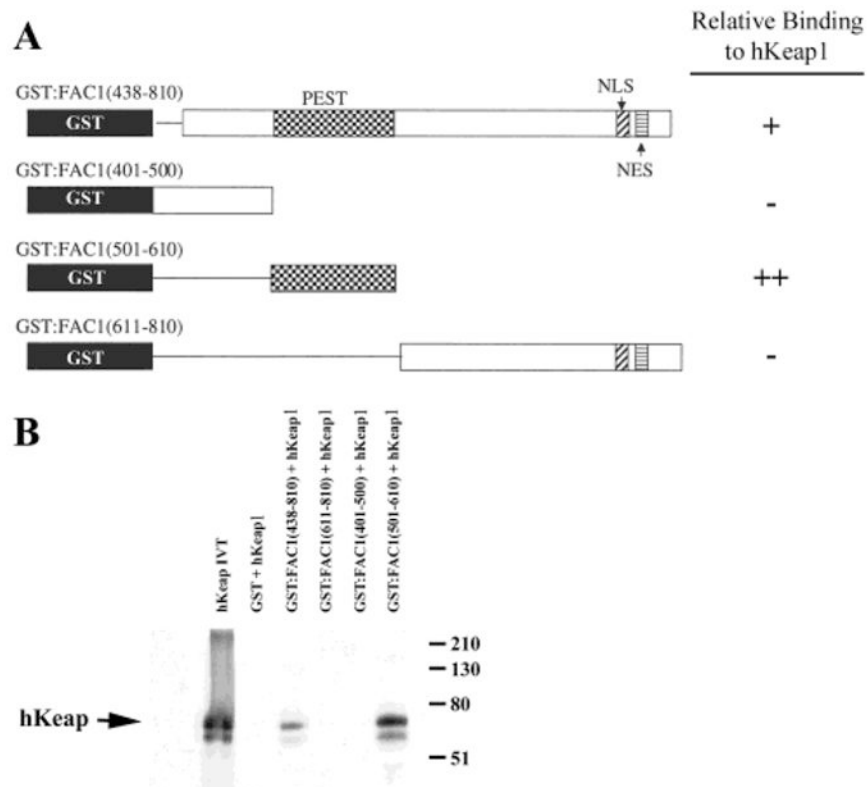 A
Relative Binding
to hKeap1
GST:FAC1(438-810)
PEST
NLS
GST
+
NES
GST:FAC1(401-500)
GST
-
GST:FAC1(501-610)
GST
++
GST:FAC1(611-810)
GST
-
B
hKeap IVT
GST + hKeap1
GST:FAC1(438-810) + hKeap1
GST:FAC1(611-810) + hKeap1
GST:FAC1(401-500) + hKeap1
GST:FAC1(501-610) + hKeap1
210
130
80
hKeap
51